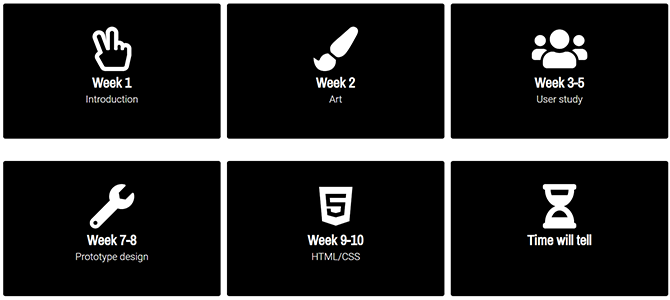 Week 1
Introduction
Week 2
Art
Week 3-5
User study
Week 7-8
Prototype design
5
Week 9-10
HTML/CSS
Time will tell